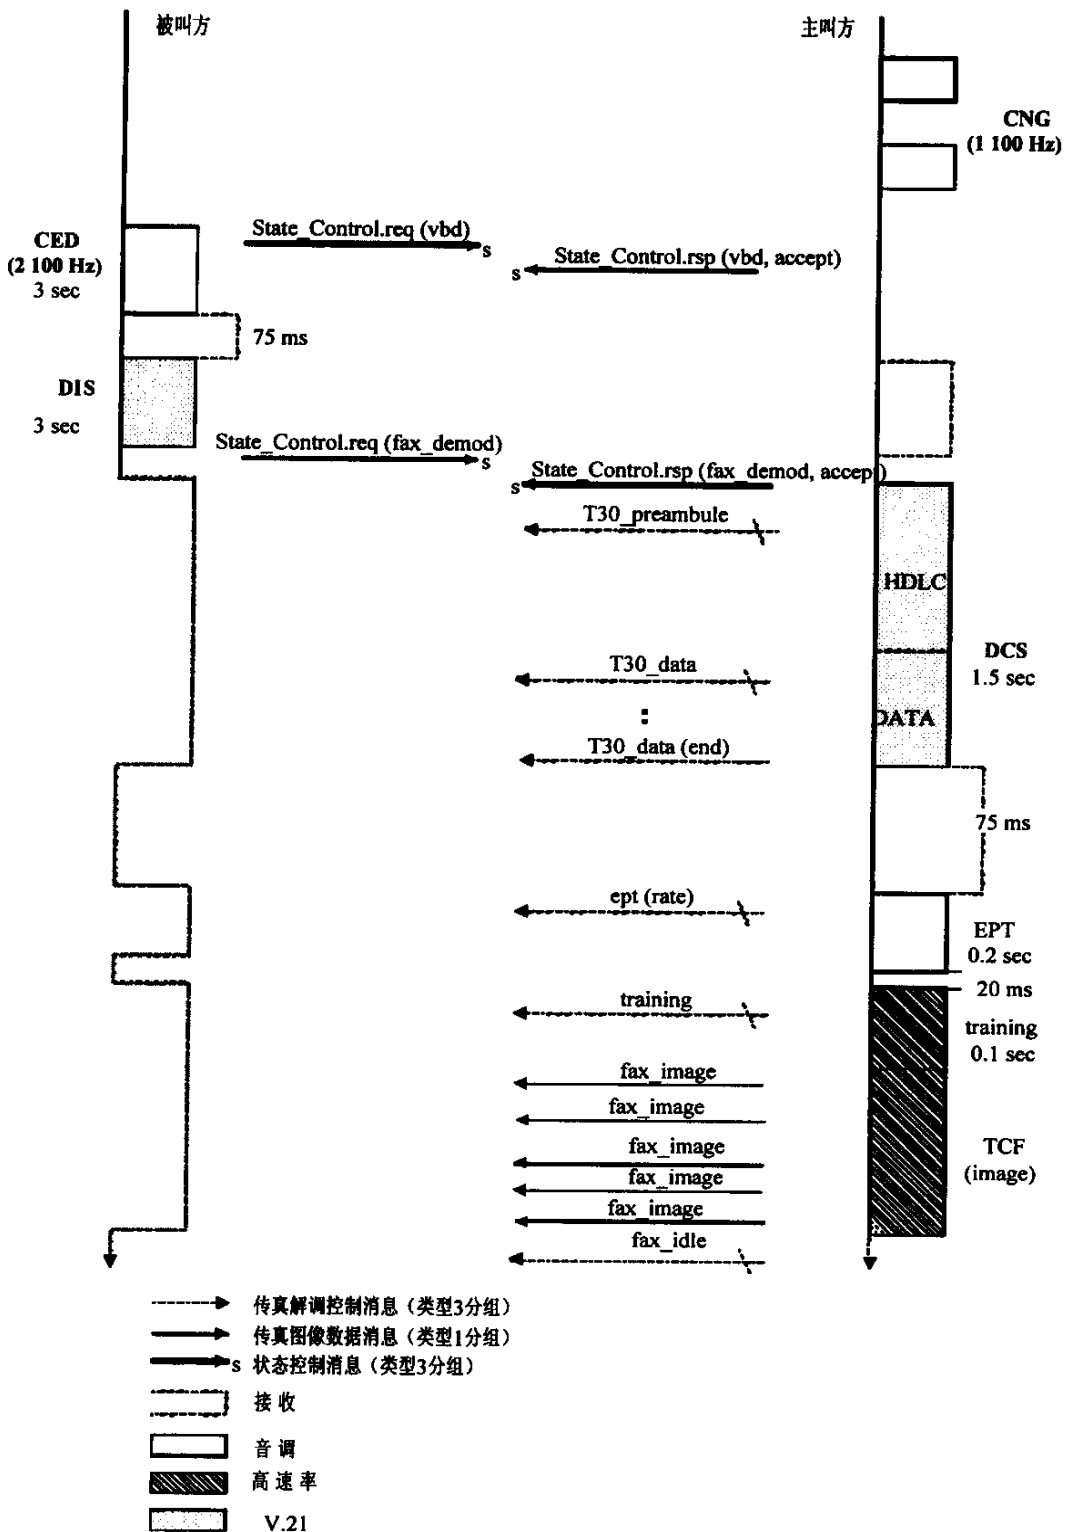 被叫方
主叫方
CNG
(1 100 Hz)
CED
(2 100 Hz)
3 sec
State_Control.req (vbd)
s
State_Control.rsp (vbd, accept)
s
75 ms
DIS
3 sec
State_Control.req (fax_demod)
s
State_Control.rsp (fax_demod, accept)
s
T30_preambule
HDLC
T30_data
DCS
1.5 sec
DATA
:
T30_data (end)
75 ms
ept (rate)
EPT
0.2 sec
20 ms
training
training
0.1 sec
fax_image
fax_image
fax_image
fax_image
fax_image
TCF
(image)
fax_idle
传真解调控制消息（类型3分组）
传真图像数据消息（类型1分组）
s 状态控制消息（类型3分组）
接收
音调
高速率
V.21